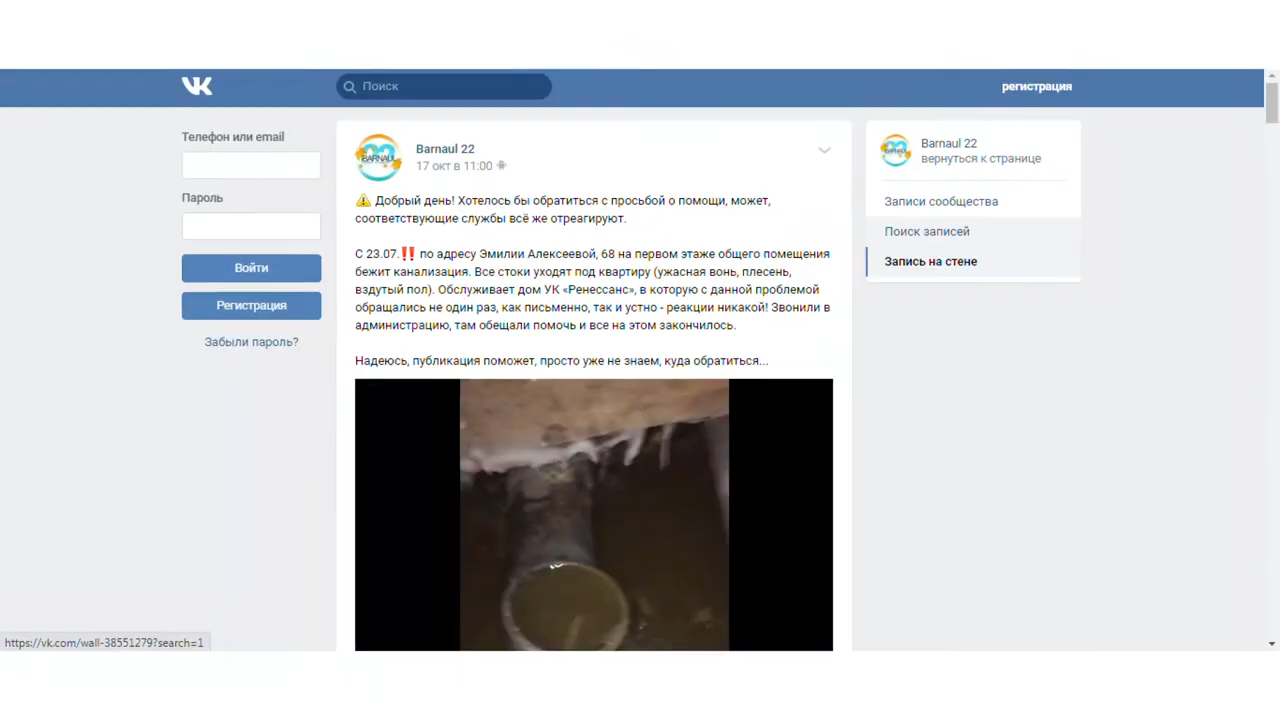 VK
Поиск
регистрация
Телефон или email
Пароль
Войти
Регистрация
Забыли пароль?
BARNAUL
Barnaul 22
17 окт в 11:00
Добрый день! Хотелось бы обратиться с просьбой о помощи, может,
соответствующие службы всё же отреагируют.
С 23.07.‼️ по адресу Эмилии Алексеевой, 68 на первом этаже общего помещения
бежит канализация. Все стоки уходят под квартиру (ужасная вонь, плесень,
вздутый пол). Обслуживает дом УК «Ренессанс», в которую с данной проблемой
обращались не один раз, как письменно, так и устно - реакции никакой! Звонили в
администрацию, там обещали помочь и все на этом закончилось.
Надеюсь, публикация поможет, просто уже не знаем, куда обратиться...
Barnaul 22
вернуться к странице
Записи сообщества
Поиск записей
Запись на стене
https://vk.com/wall-38551279?search=1